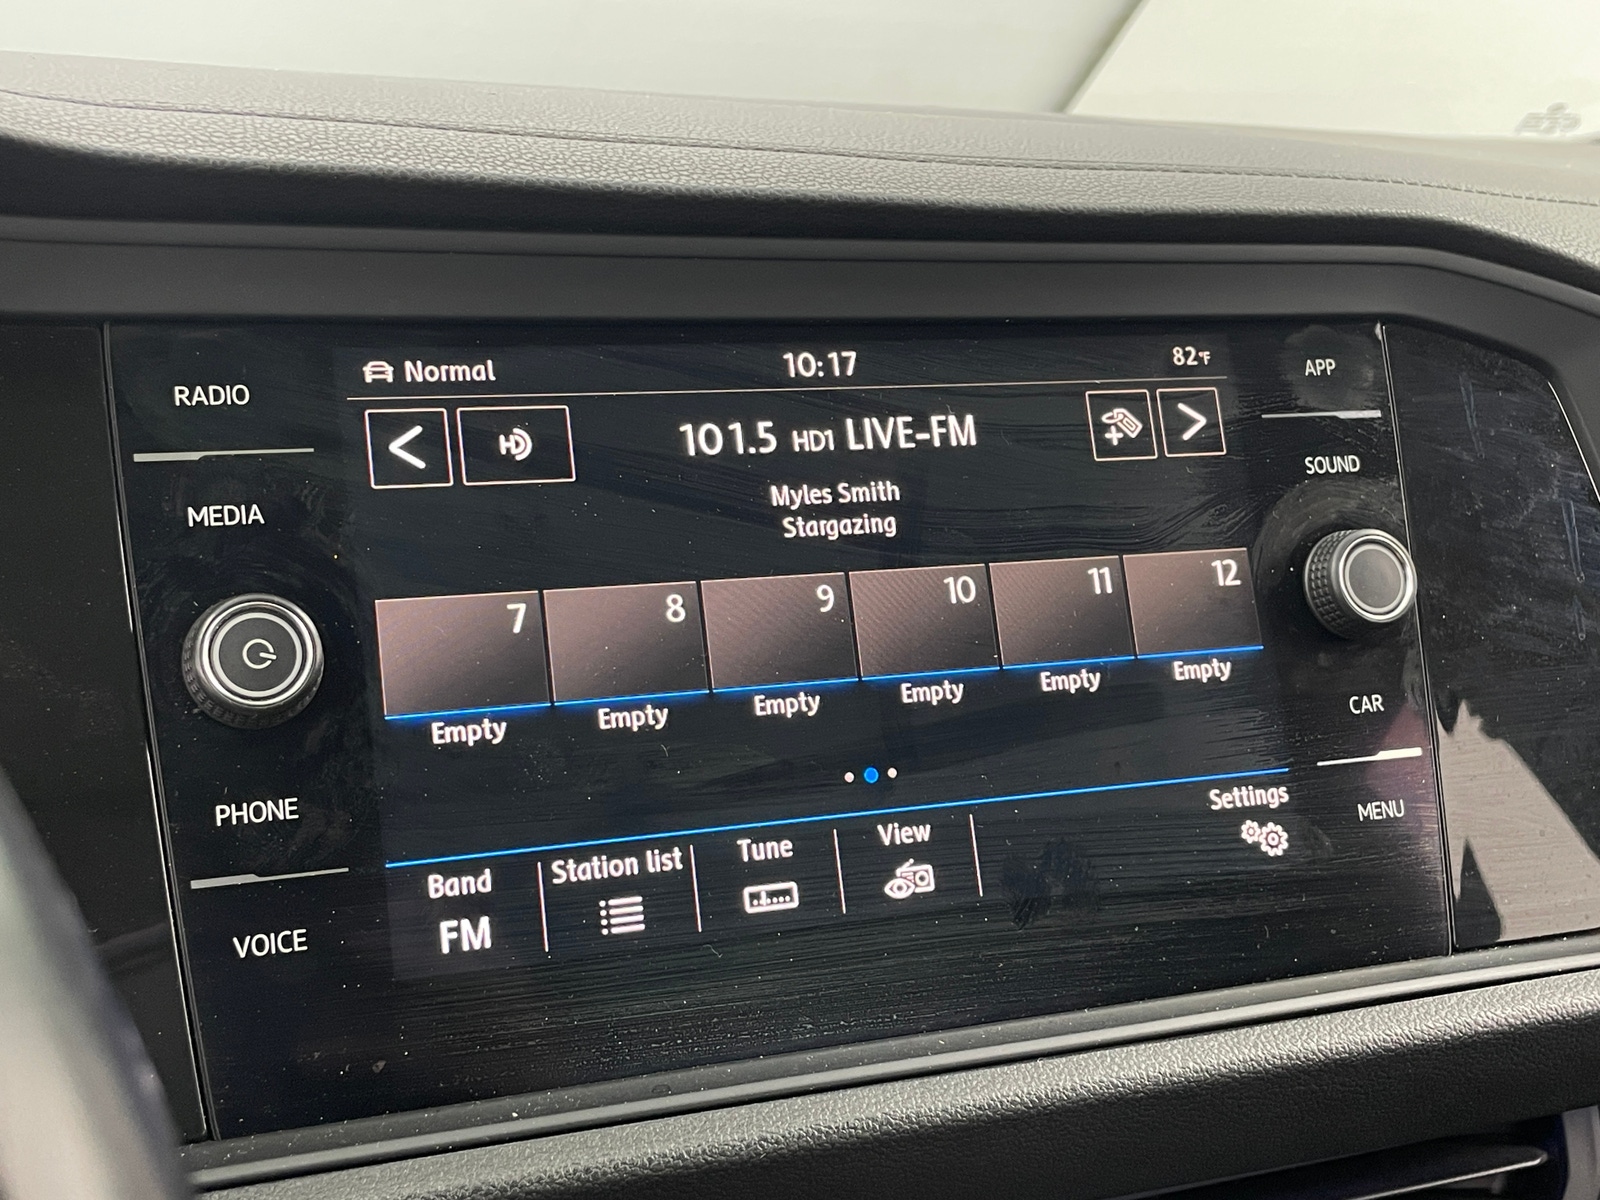 RADIO
MEDIA
PHONE
VOICE
Normal
10:17
82°F
HD
101.5 HD1 LIVE-FM
Myles Smith
Stargazing
7 8 9 10 11 12
Empty Empty Empty Empty Empty Empty
Band
FM
Station list
Tune
View
Settings
APP
SOUND
CAR
MENU